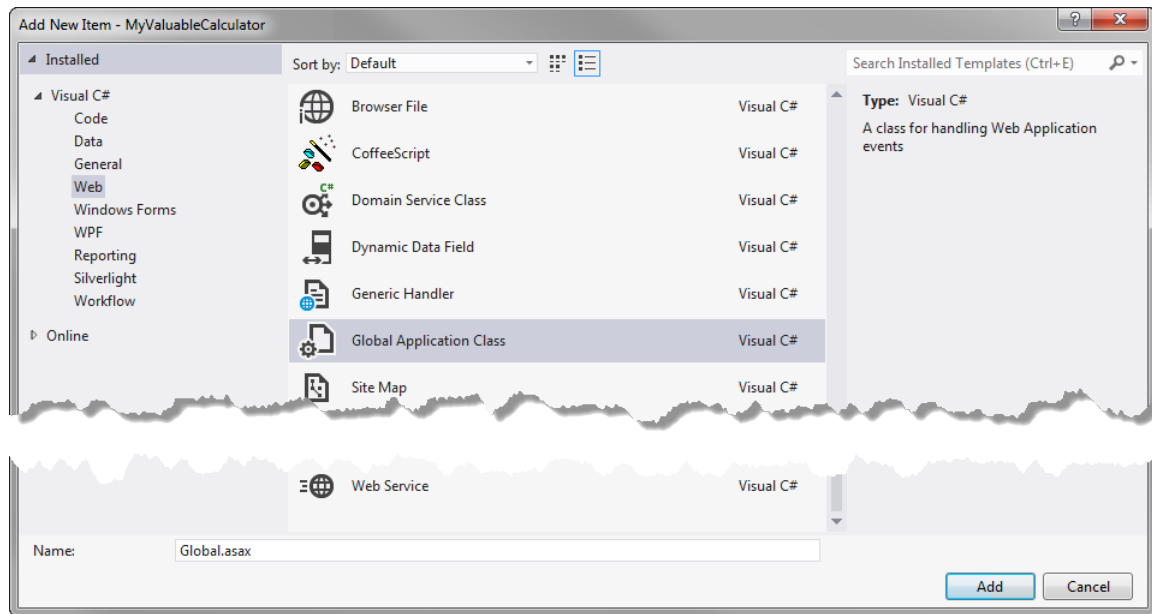 Add New Item - MyValuableCalculator
Installed
Sort by: Default
Search Installed Templates (Ctrl+E)
Visual C#
Code
Data
General
Web
Windows Forms
WPF
Reporting
Silverlight
Workflow
Online
Browser File Visual C#
CoffeeScript Visual C#
C#
Domain Service Class Visual C#
Dynamic Data Field Visual C#
Generic Handler Visual C#
Global Application Class Visual C#
Site Map Visual C#
Web Service Visual C#
Type: Visual C#
A class for handling Web Application
events
Name: Global.asax
Add Cancel